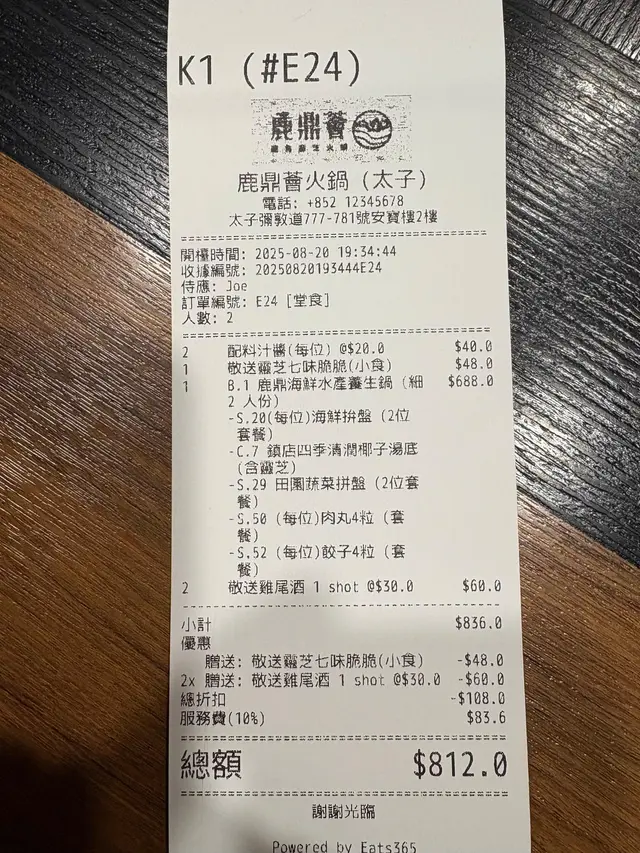 K1 (#E24)
鹿鼎薈
鹿鼎薈火鍋 (太子)
電話: +852 12345678
太子彌敦道777-781號安寶樓2樓
開檯時間: 2025-08-20 19:34:44
收據編號: 20250820193444E24
侍應: Joe
訂單編號: E24 [堂食]
人數: 2
2 配料汁醬(每位) @$20.0 $40.0
1 敬送靈芝七味脆脆(小食) $48.0
1 B.1 鹿鼎海鮮水產養生鍋 (細 $688.0
2 人份)
-S.20(每位)海鮮拚盤 (2位
套餐)
-C.7 鎮店四季清潤椰子湯底
(含靈芝)
-S.29 田園蔬菜拼盤 (2位套
餐)
-S.50 (每位)肉丸4粒 (套
餐)
-S.52 (每位)餃子4粒 (套
餐)
2 敬送雞尾酒 1 shot @$30.0 $60.0
小計 $836.0
優惠
贈送: 敬送靈芝七味脆脆(小食) -$48.0
2x 贈送: 敬送雞尾酒 1 shot @$30.0 -$60.0
總折扣 -$108.0
服務費(10%) $83.6
總額 $812.0
謝謝光臨
Powered by Eats365